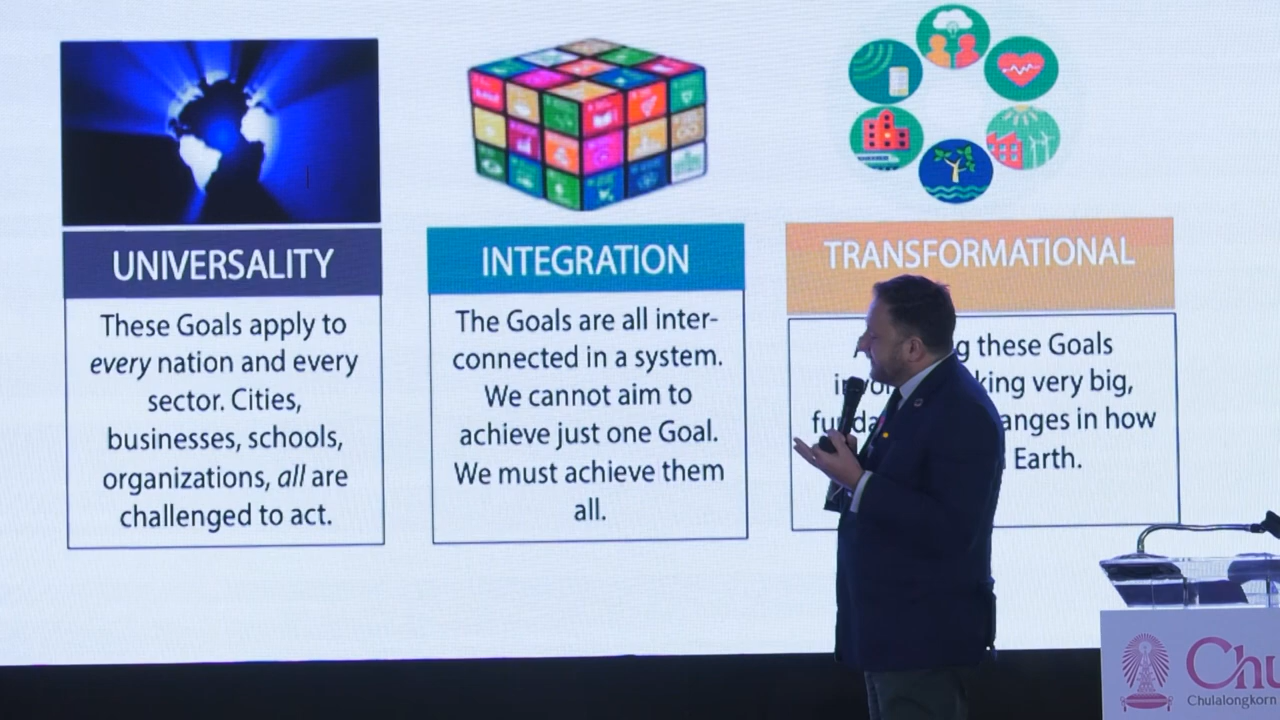 UNIVERSALITY
These Goals apply to
every nation and every
sector. Cities,
businesses, schools,
organizations, all are
challenged to act.
INTEGRATION
The Goals are all inter-
connected in a system.
We cannot aim to
achieve just one Goal.
We must achieve them
all.
TRANSFORMATIONAL
these Goals
very big,
in how
Earth.
Chulalongkorn